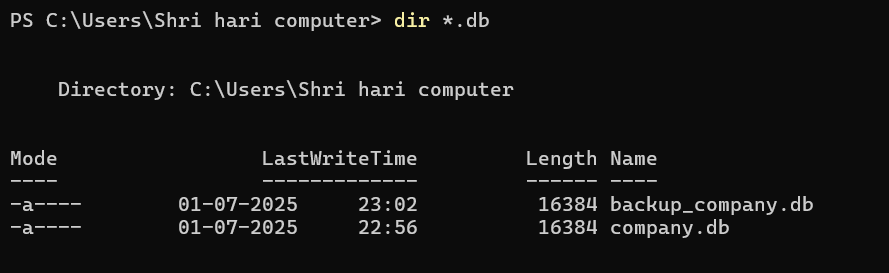 PS C:\Users\Shri hari computer> dir *.db
Directory: C:\Users\Shri hari computer
Mode                 LastWriteTime         Length Name
----                 -------------         ------ ----
-a----        01-07-2025     23:02          16384 backup_company.db
-a----        01-07-2025     22:56          16384 company.db